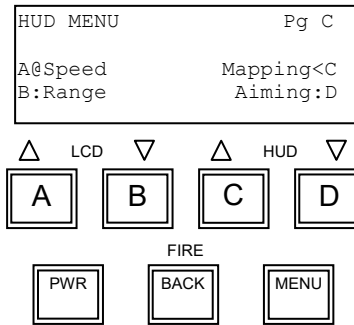 HUD MENU Pg C
A@Speed Mapping<C
B:Range Aiming:D
LCD HUD
A B C D
FIRE
PWR BACK MENU